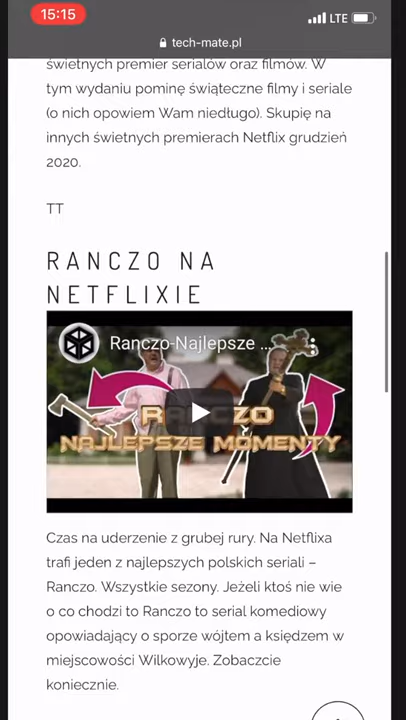 15:15
LTE
tech-mate.pl
świetnych premier serialów oraz filmów. W
tym wydaniu pominę świąteczne filmy i seriale
(o nich opowiem Wam niedługo). Skupię na
innych świetnych premierach Netflix grudzień
2020.
TT
RANCZO NA
NETFLIXIE
Ranczo-Najlepsze ...
RANCZO
NAJLEPSZE MOMENTY
Czas na uderzenie z grubej rury. Na Netflixa
trafi jeden z najlepszych polskich seriali –
Ranczo. Wszystkie sezony. Jeżeli ktoś nie wie
o co chodzi to Ranczo to serial komediowy
opowiadający o sporze wójtem a księdzem w
miejscowości Wilkowyje. Zobaczcie
koniecznie.